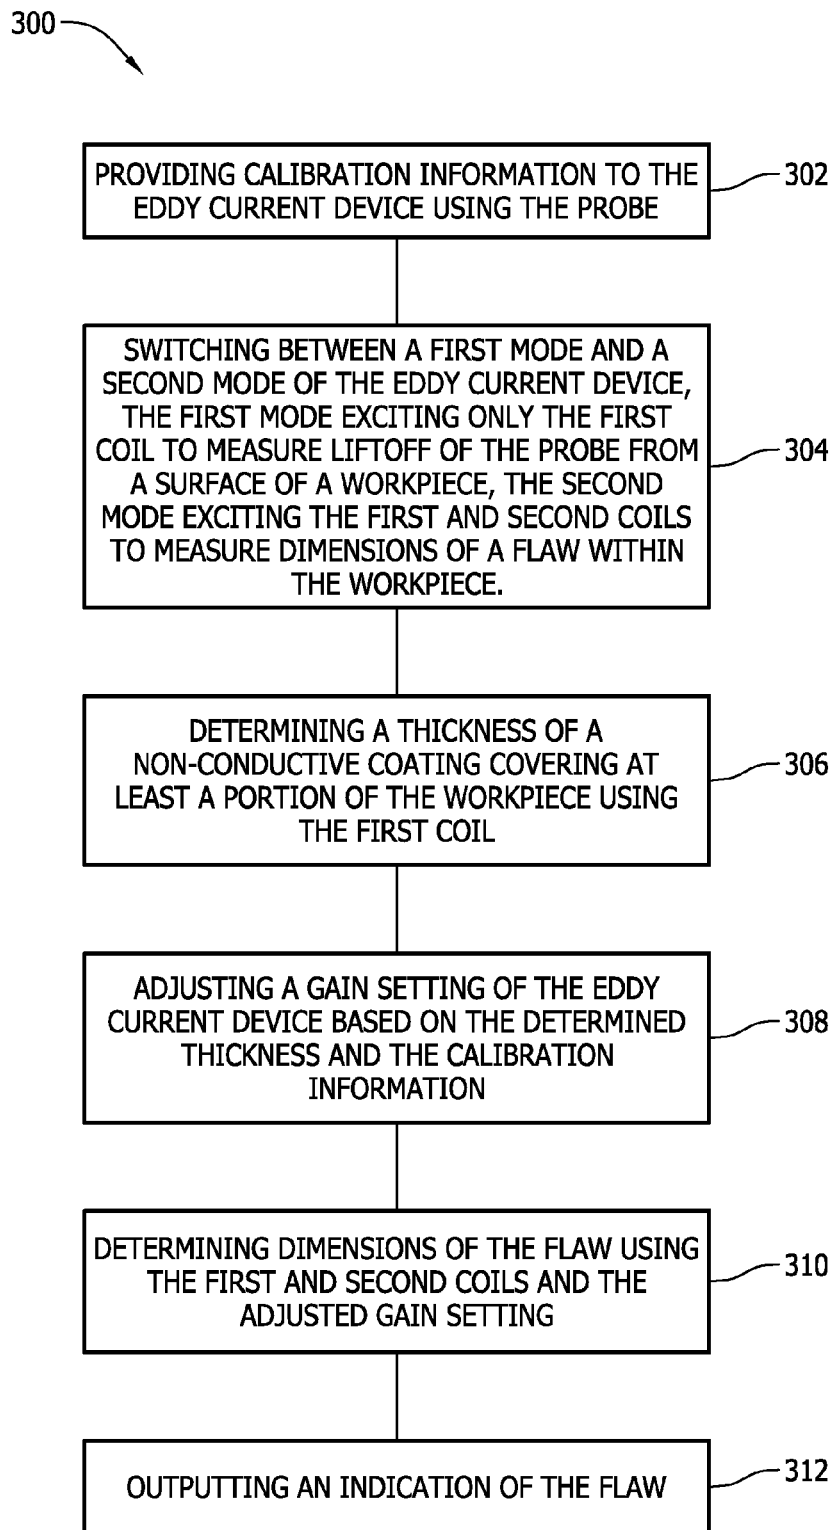 300
PROVIDING CALIBRATION INFORMATION TO THE
EDDY CURRENT DEVICE USING THE PROBE
302
SWITCHING BETWEEN A FIRST MODE AND A
SECOND MODE OF THE EDDY CURRENT DEVICE,
THE FIRST MODE EXCITING ONLY THE FIRST
COIL TO MEASURE LIFTOFF OF THE PROBE FROM
A SURFACE OF A WORKPIECE, THE SECOND
MODE EXCITING THE FIRST AND SECOND COILS
TO MEASURE DIMENSIONS OF A FLAW WITHIN
THE WORKPIECE.
304
DETERMINING A THICKNESS OF A
NON-CONDUCTIVE COATING COVERING AT
LEAST A PORTION OF THE WORKPIECE USING
THE FIRST COIL
306
ADJUSTING A GAIN SETTING OF THE EDDY
CURRENT DEVICE BASED ON THE DETERMINED
THICKNESS AND THE CALIBRATION
INFORMATION
308
DETERMINING DIMENSIONS OF THE FLAW USING
THE FIRST AND SECOND COILS AND THE
ADJUSTED GAIN SETTING
310
OUTPUTTING AN INDICATION OF THE FLAW
312